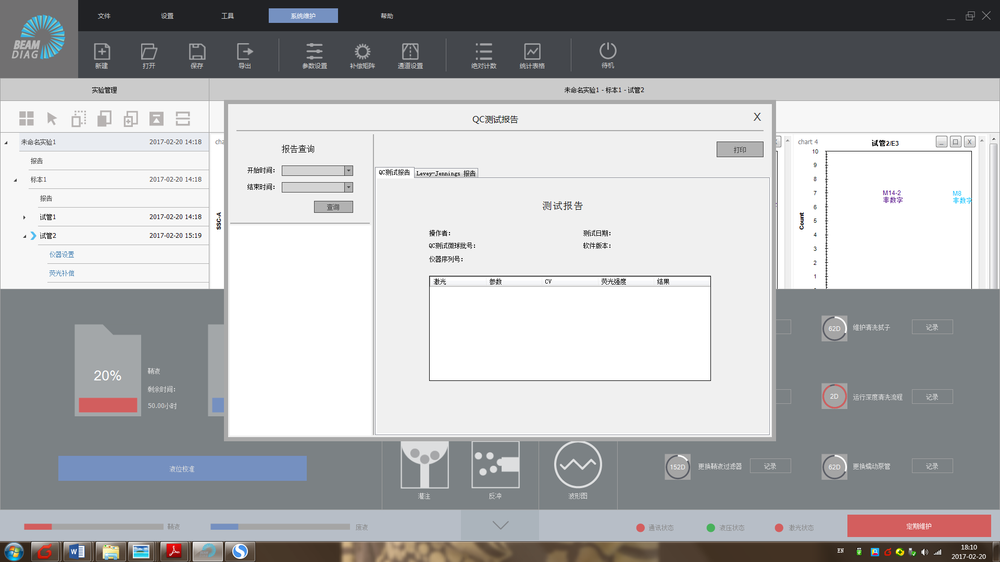 BEAM
DIAG
文件
设置
工具
系统维护
帮助
新建
打开
保存
导出
参数设置
补偿矩阵
通道设置
绝对计数
统计表格
待机
实验管理
未命名实验1 - 标本1 - 试管2
未命名实验1 2017-02-20 14:18
报告
标本1 2017-02-20 14:18
报告
试管1 2017-02-20 14:18
试管2 2017-02-20 15:19
仪器设置
荧光补偿
SSC-A
QC测试报告
X
报告查询
开始时间:
结束时间:
查询
打印
QC测试报告
Levey-Jennings 报告
测试报告
操作者:
测试日期:
QC测试微球批号:
软件版本:
仪器序列号:
激光 参数 CV 荧光强度 结果
chart 4
试管2/E3
X
10
9
8
7
6
5
4
3
2
1
Count
M14-2
非数字
M8
非数字
20%
鞘液
剩余时间:
50.00小时
液位校准
灌注
反冲
波形图
62D 维护清洗拭子 记录
2D 运行深度清洗流程 记录
152D 更换鞘液过滤器 记录
62D 更换蠕动泵管 记录
鞘液
废液
通讯状态
液压状态
激光状态
定期维护
EN
18:10
2017-02-20